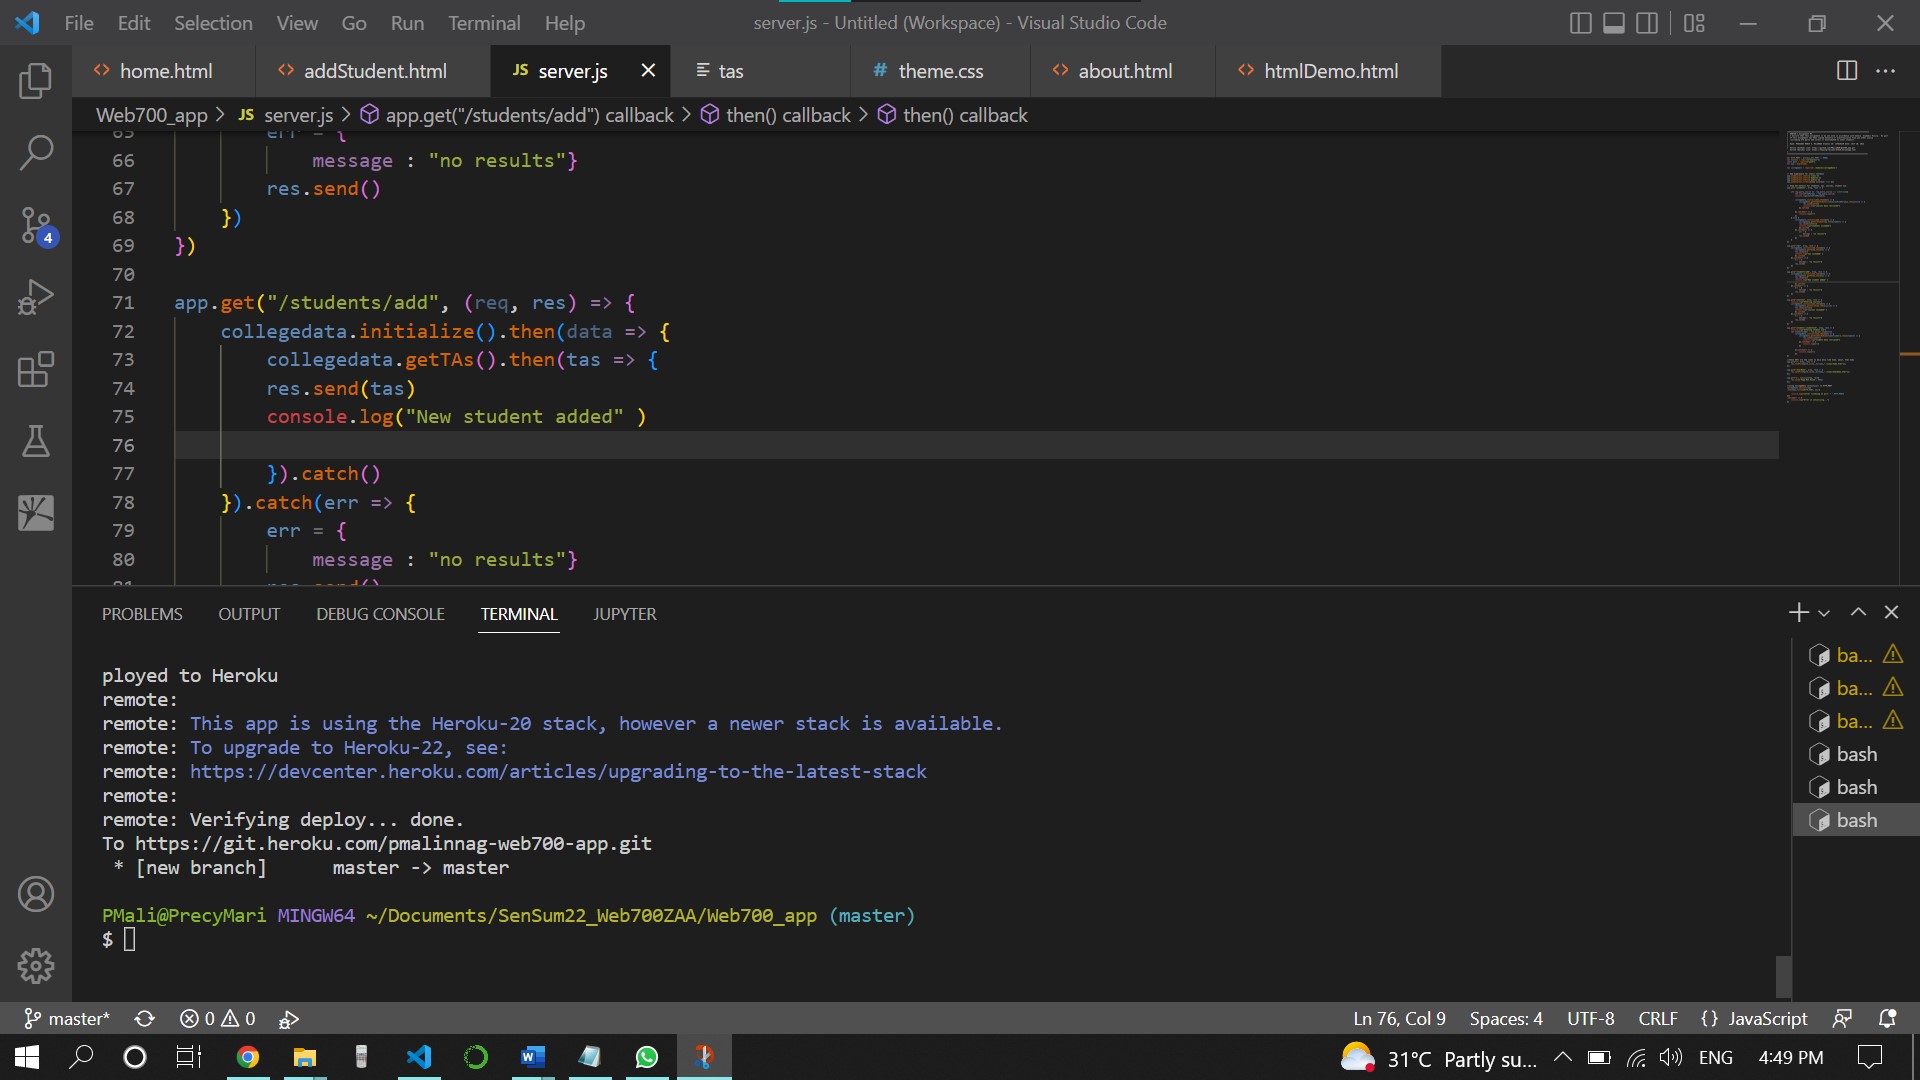 File Edit Selection View Go Run Terminal Help
server.js - Untitled (Workspace) - Visual Studio Code
home.html
addStudent.html
JS server.js
tas
# theme.css
about.html
htmlDemo.html
Web700_app > JS server.js > app.get("/students/add") callback > then() callback > then() callback
65 err = {
66 message : "no results"}
67 res.send()
68 })
69 })
70
71 app.get("/students/add", (req, res) => {
72 collegedata.initialize().then(data => {
73 collegedata.getTAs().then(tas => {
74 res.send(tas)
75 console.log("New student added" )
76
77 }).catch()
78 }).catch(err => {
79 err = {
80 message : "no results"}
81 res.send()
4
PROBLEMS OUTPUT DEBUG CONSOLE TERMINAL JUPYTER
ployed to Heroku
remote:
remote: This app is using the Heroku-20 stack, however a newer stack is available.
remote: To upgrade to Heroku-22, see:
remote: https://devcenter.heroku.com/articles/upgrading-to-the-latest-stack
remote:
remote: Verifying deploy... done.
To https://git.heroku.com/pmalinnag-web700-app.git
* [new branch] master -> master
PMali@PrecyMari MINGW64 ~/Documents/SenSum22_Web700ZAA/Web700_app (master)
$
ba...
ba...
ba...
bash
bash
bash
master* 0 0
Ln 76, Col 9 Spaces: 4 UTF-8 CRLF {} JavaScript
31°C Partly su... ENG 4:49 PM